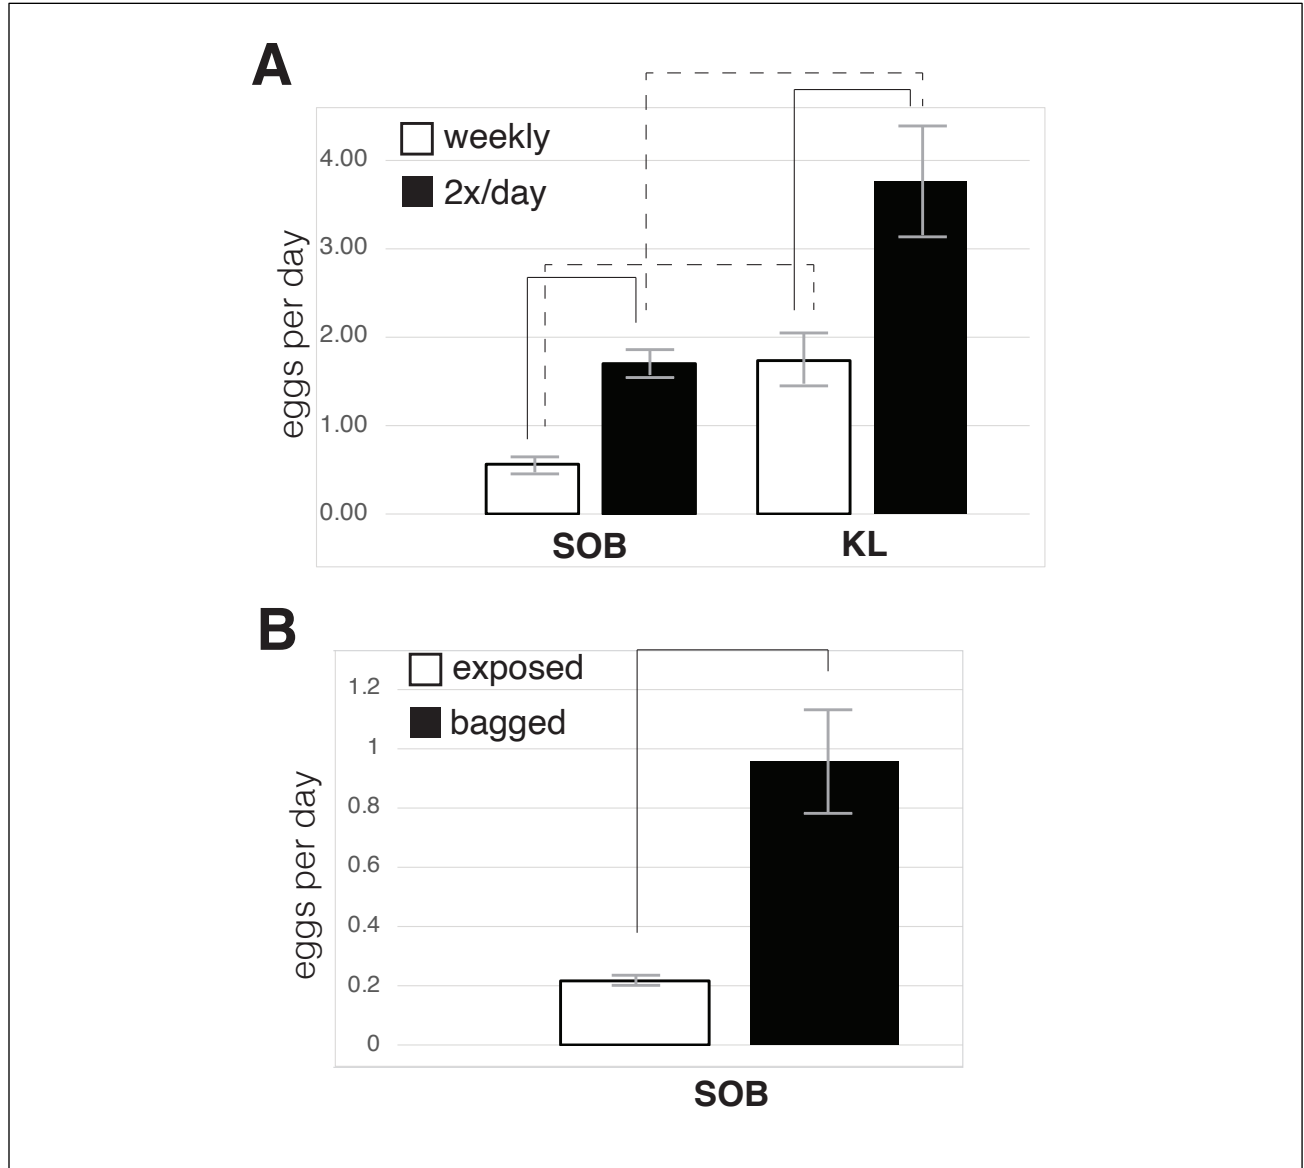 A
weekly
2x/day
4.00
3.00
2.00
1.00
0.00
eggs per day
SOB KL
B
exposed
bagged
1.2
1
0.8
0.6
0.4
0.2
0
eggs per day
SOB